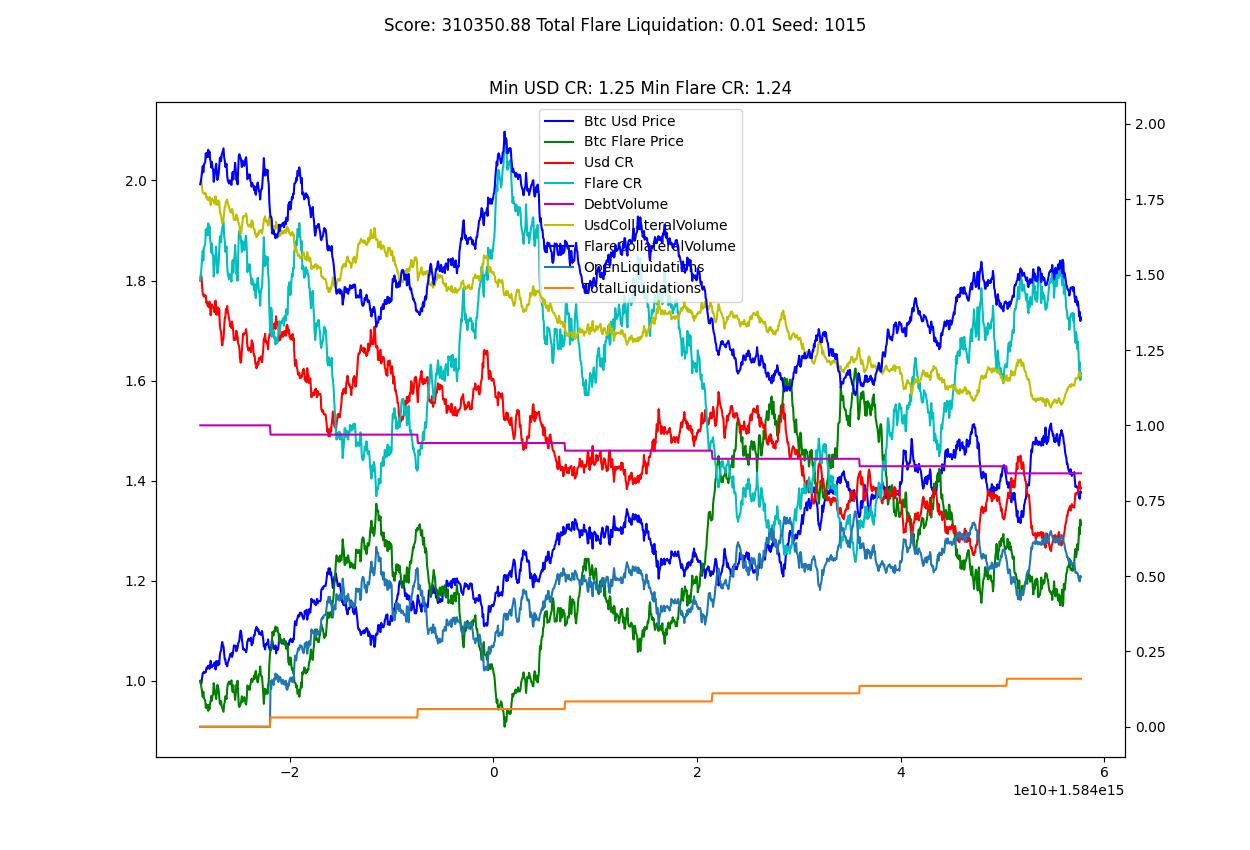 Score: 310350.88 Total Flare Liquidation: 0.01 Seed: 1015
Min USD CR: 1.25 Min Flare CR: 1.24
Btc Usd Price
Btc Flare Price
Usd CR
Flare CR
DebtVolume
UsdCollateralVolume
FlareCollateralVolume
OpenLiquidations
TotalLiquidations
2.0
1.8
1.6
1.4
1.2
1.0
2.00
1.75
1.50
1.25
1.00
0.75
0.50
0.25
0.00
−2 0 2 4 6
1e10+1.584e15